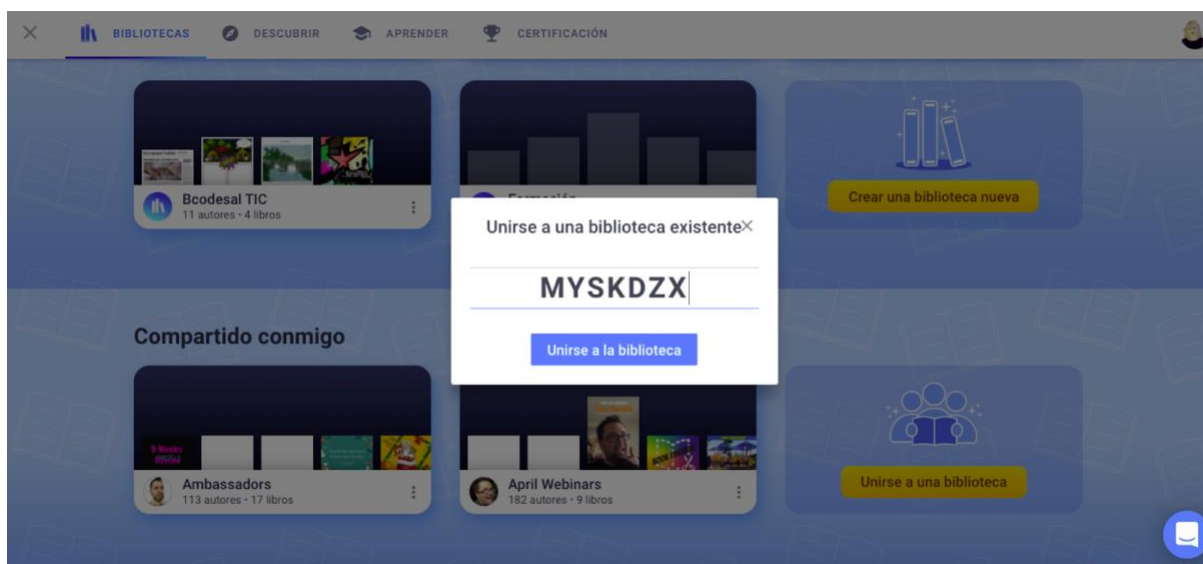 BIBLIOTECAS
DESCUBRIR
APRENDER
CERTIFICACIÓN
Bcodesal TIC
11 autores • 4 libros
Formación
Crear una biblioteca nueva
Unirse a una biblioteca existente
MYSKDZX
Unirse a la biblioteca
Compartido conmigo
Ambassadors
113 autores • 17 libros
April Webinars
182 autores • 9 libros
Unirse a una biblioteca